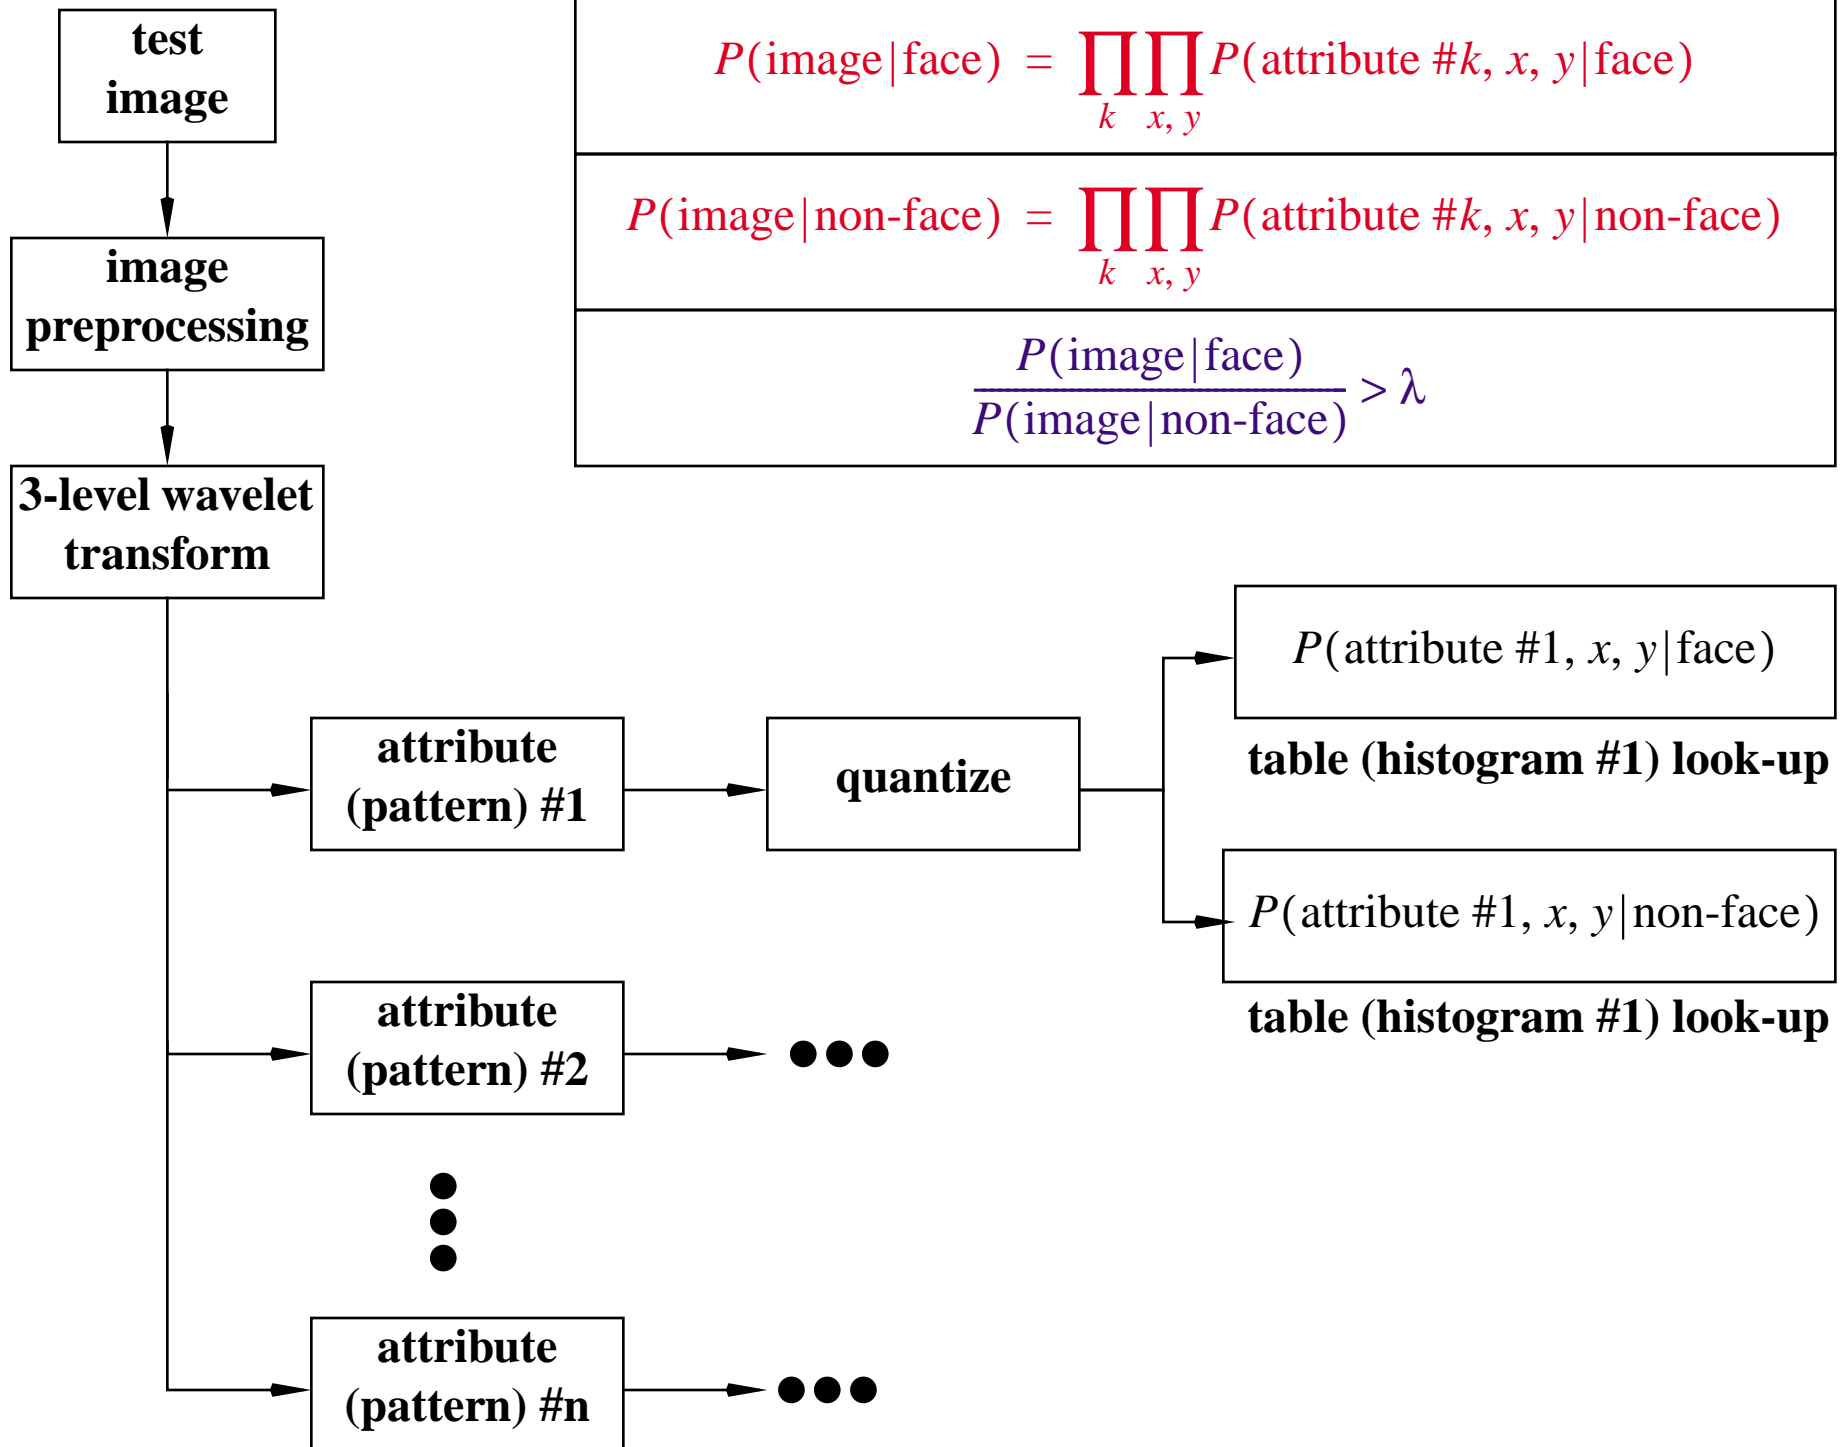 test
image
image
preprocessing
3-level wavelet
transform
P(image|face) = ∏ ∏ P(attribute #k, x, y|face)
k x, y
P(image|non-face) = ∏ ∏ P(attribute #k, x, y|non-face)
k x, y
P(image|face)
P(image|non-face) > λ
attribute
(pattern) #1
quantize
P(attribute #1, x, y|face)
table (histogram #1) look-up
P(attribute #1, x, y|non-face)
table (histogram #1) look-up
attribute
(pattern) #2
attribute
(pattern) #n